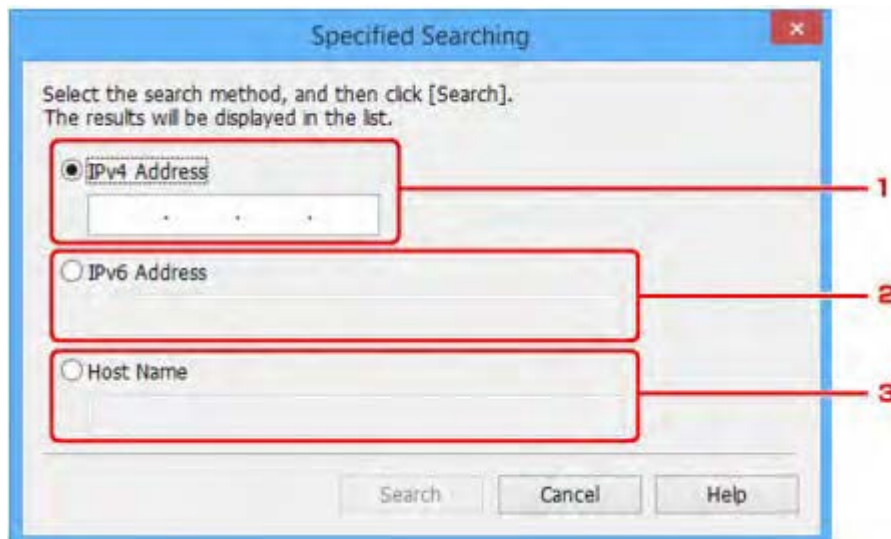 Specified Searching
Select the search method, and then click [Search].
The results will be displayed in the list.
IPv4 Address
1
. . .
IPv6 Address
2
Host Name
3
Search Cancel Help